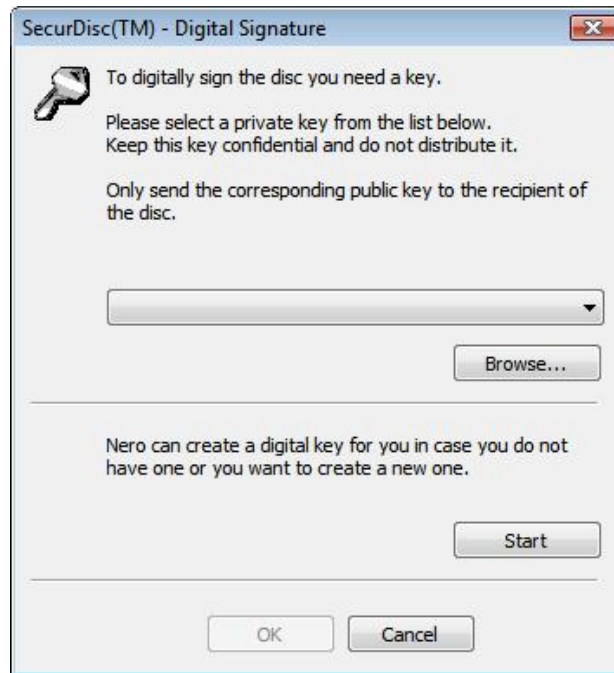 SecurDisc(TM) - Digital Signature
To digitally sign the disc you need a key.
Please select a private key from the list below.
Keep this key confidential and do not distribute it.
Only send the corresponding public key to the recipient of
the disc.
Browse...
Nero can create a digital key for you in case you do not
have one or you want to create a new one.
Start
OK
Cancel